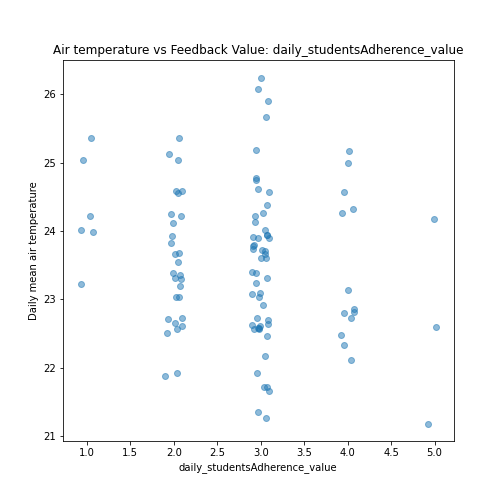 Air temperature vs Feedback Value: daily_studentsAdherence_value
Daily mean air temperature
26
25
24
23
22
21
1.0 1.5 2.0 2.5 3.0 3.5 4.0 4.5 5.0
daily_studentsAdherence_value